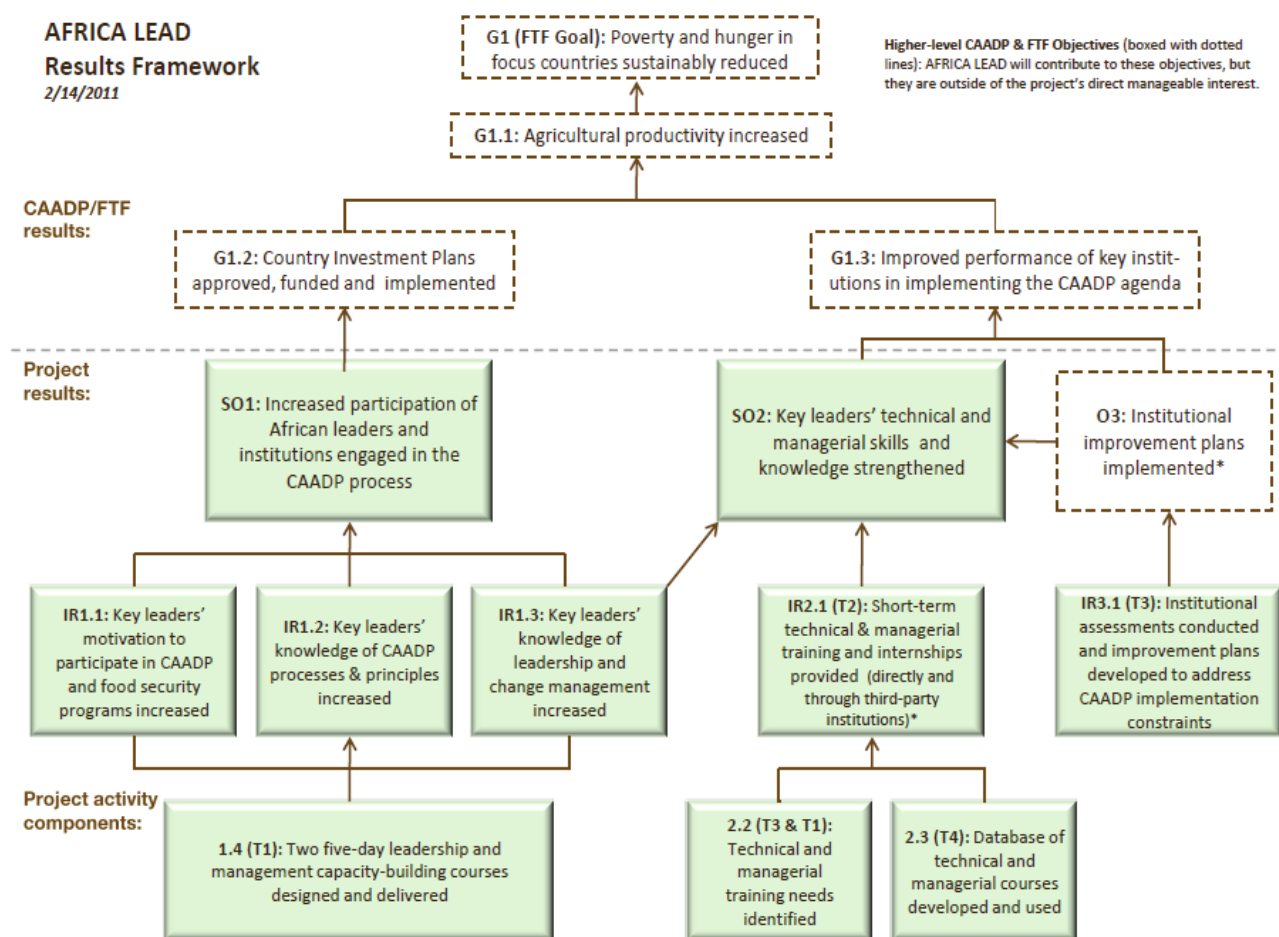 AFRICA LEAD
Results Framework
2/14/2011
G1 (FTF Goal): Poverty and hunger in
focus countries sustainably reduced
Higher-level CAADP & FTF Objectives (boxed with dotted
lines): AFRICA LEAD will contribute to these objectives, but
they are outside of the project's direct manageable interest.
G1.1: Agricultural productivity increased
CAADP/FTF
results:
G1.2: Country Investment Plans
approved, funded and implemented
G1.3: Improved performance of key instit-
utions in implementing the CAADP agenda
Project
results:
SO1: Increased participation of
African leaders and
institutions engaged in the
CAADP process
SO2: Key leaders' technical and
managerial skills and
knowledge strengthened
O3: Institutional
improvement plans
implemented*
IR1.1: Key leaders'
motivation to
participate in CAADP
and food security
programs increased
IR1.2: Key leaders'
knowledge of CAADP
processes & principles
increased
IR1.3: Key leaders'
knowledge of
leadership and
change management
increased
IR2.1 (T2): Short-term
technical & managerial
training and internships
provided (directly and
through third-party
institutions)*
IR3.1 (T3): Institutional
assessments conducted
and improvement plans
developed to address
CAADP implementation
constraints
Project activity
components:
1.4 (T1): Two five-day leadership and
management capacity-building courses
designed and delivered
2.2 (T3 & T1):
Technical and
managerial
training needs
identified
2.3 (T4): Database of
technical and
managerial courses
developed and used